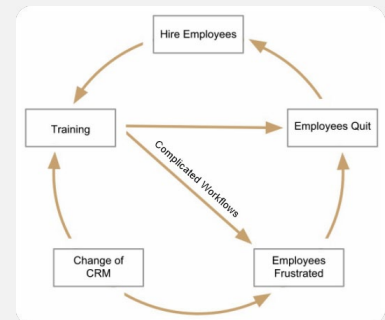 Hire Employees
Training
Employees Quit
Complicated Workflows
Change of
CRM
Employees
Frustrated